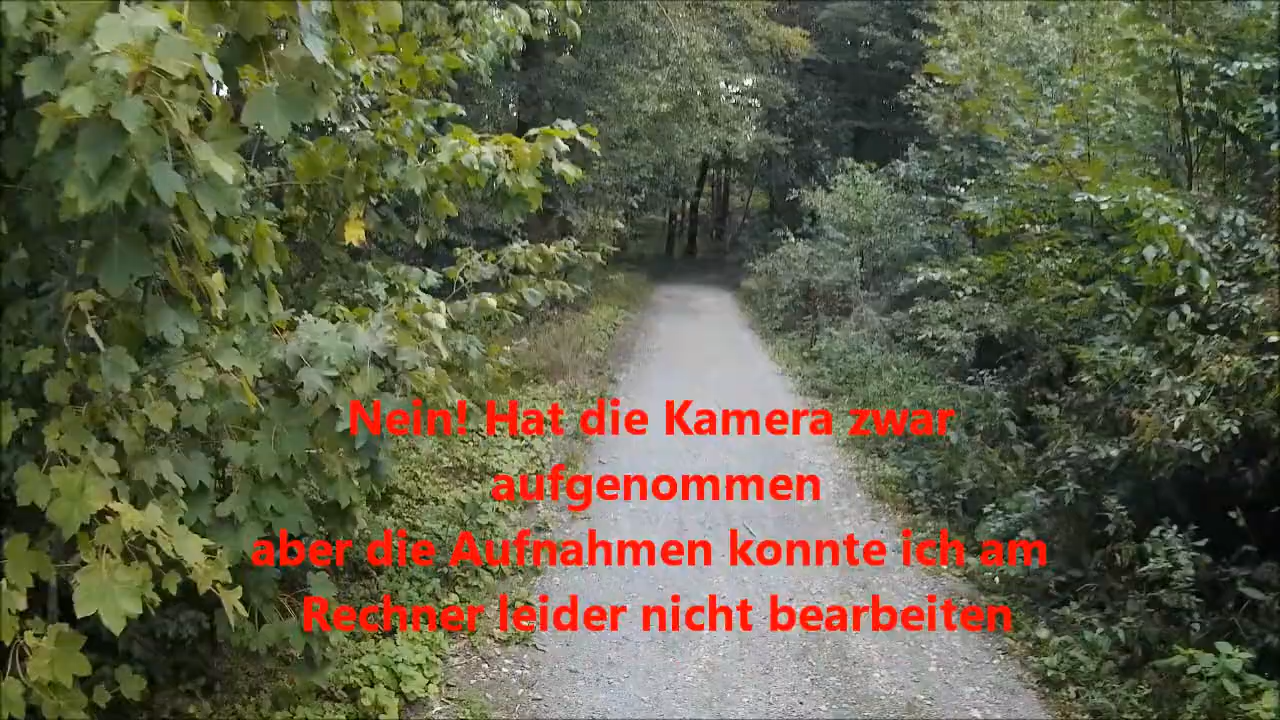 Nein! Hat die Kamera zwar
aufgenommen
aber die Aufnahmen konnte ich am
Rechner leider nicht bearbeiten